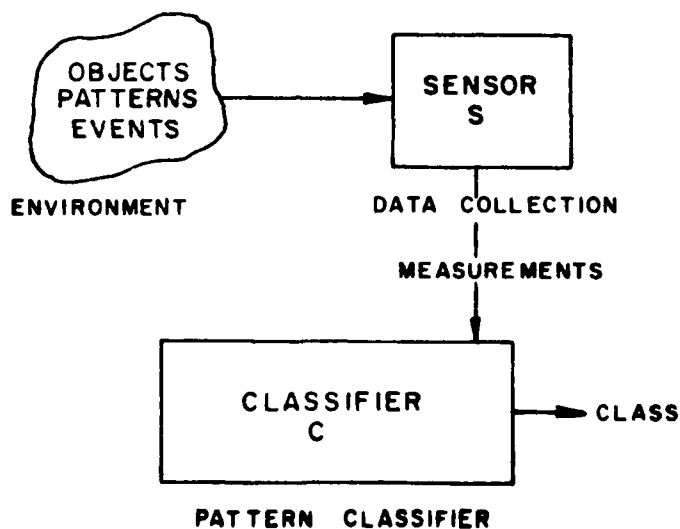 OBJECTS
PATTERNS
EVENTS
ENVIRONMENT
SENSOR
S
DATA COLLECTION
MEASUREMENTS
CLASSIFIER
C
CLASS
PATTERN CLASSIFIER